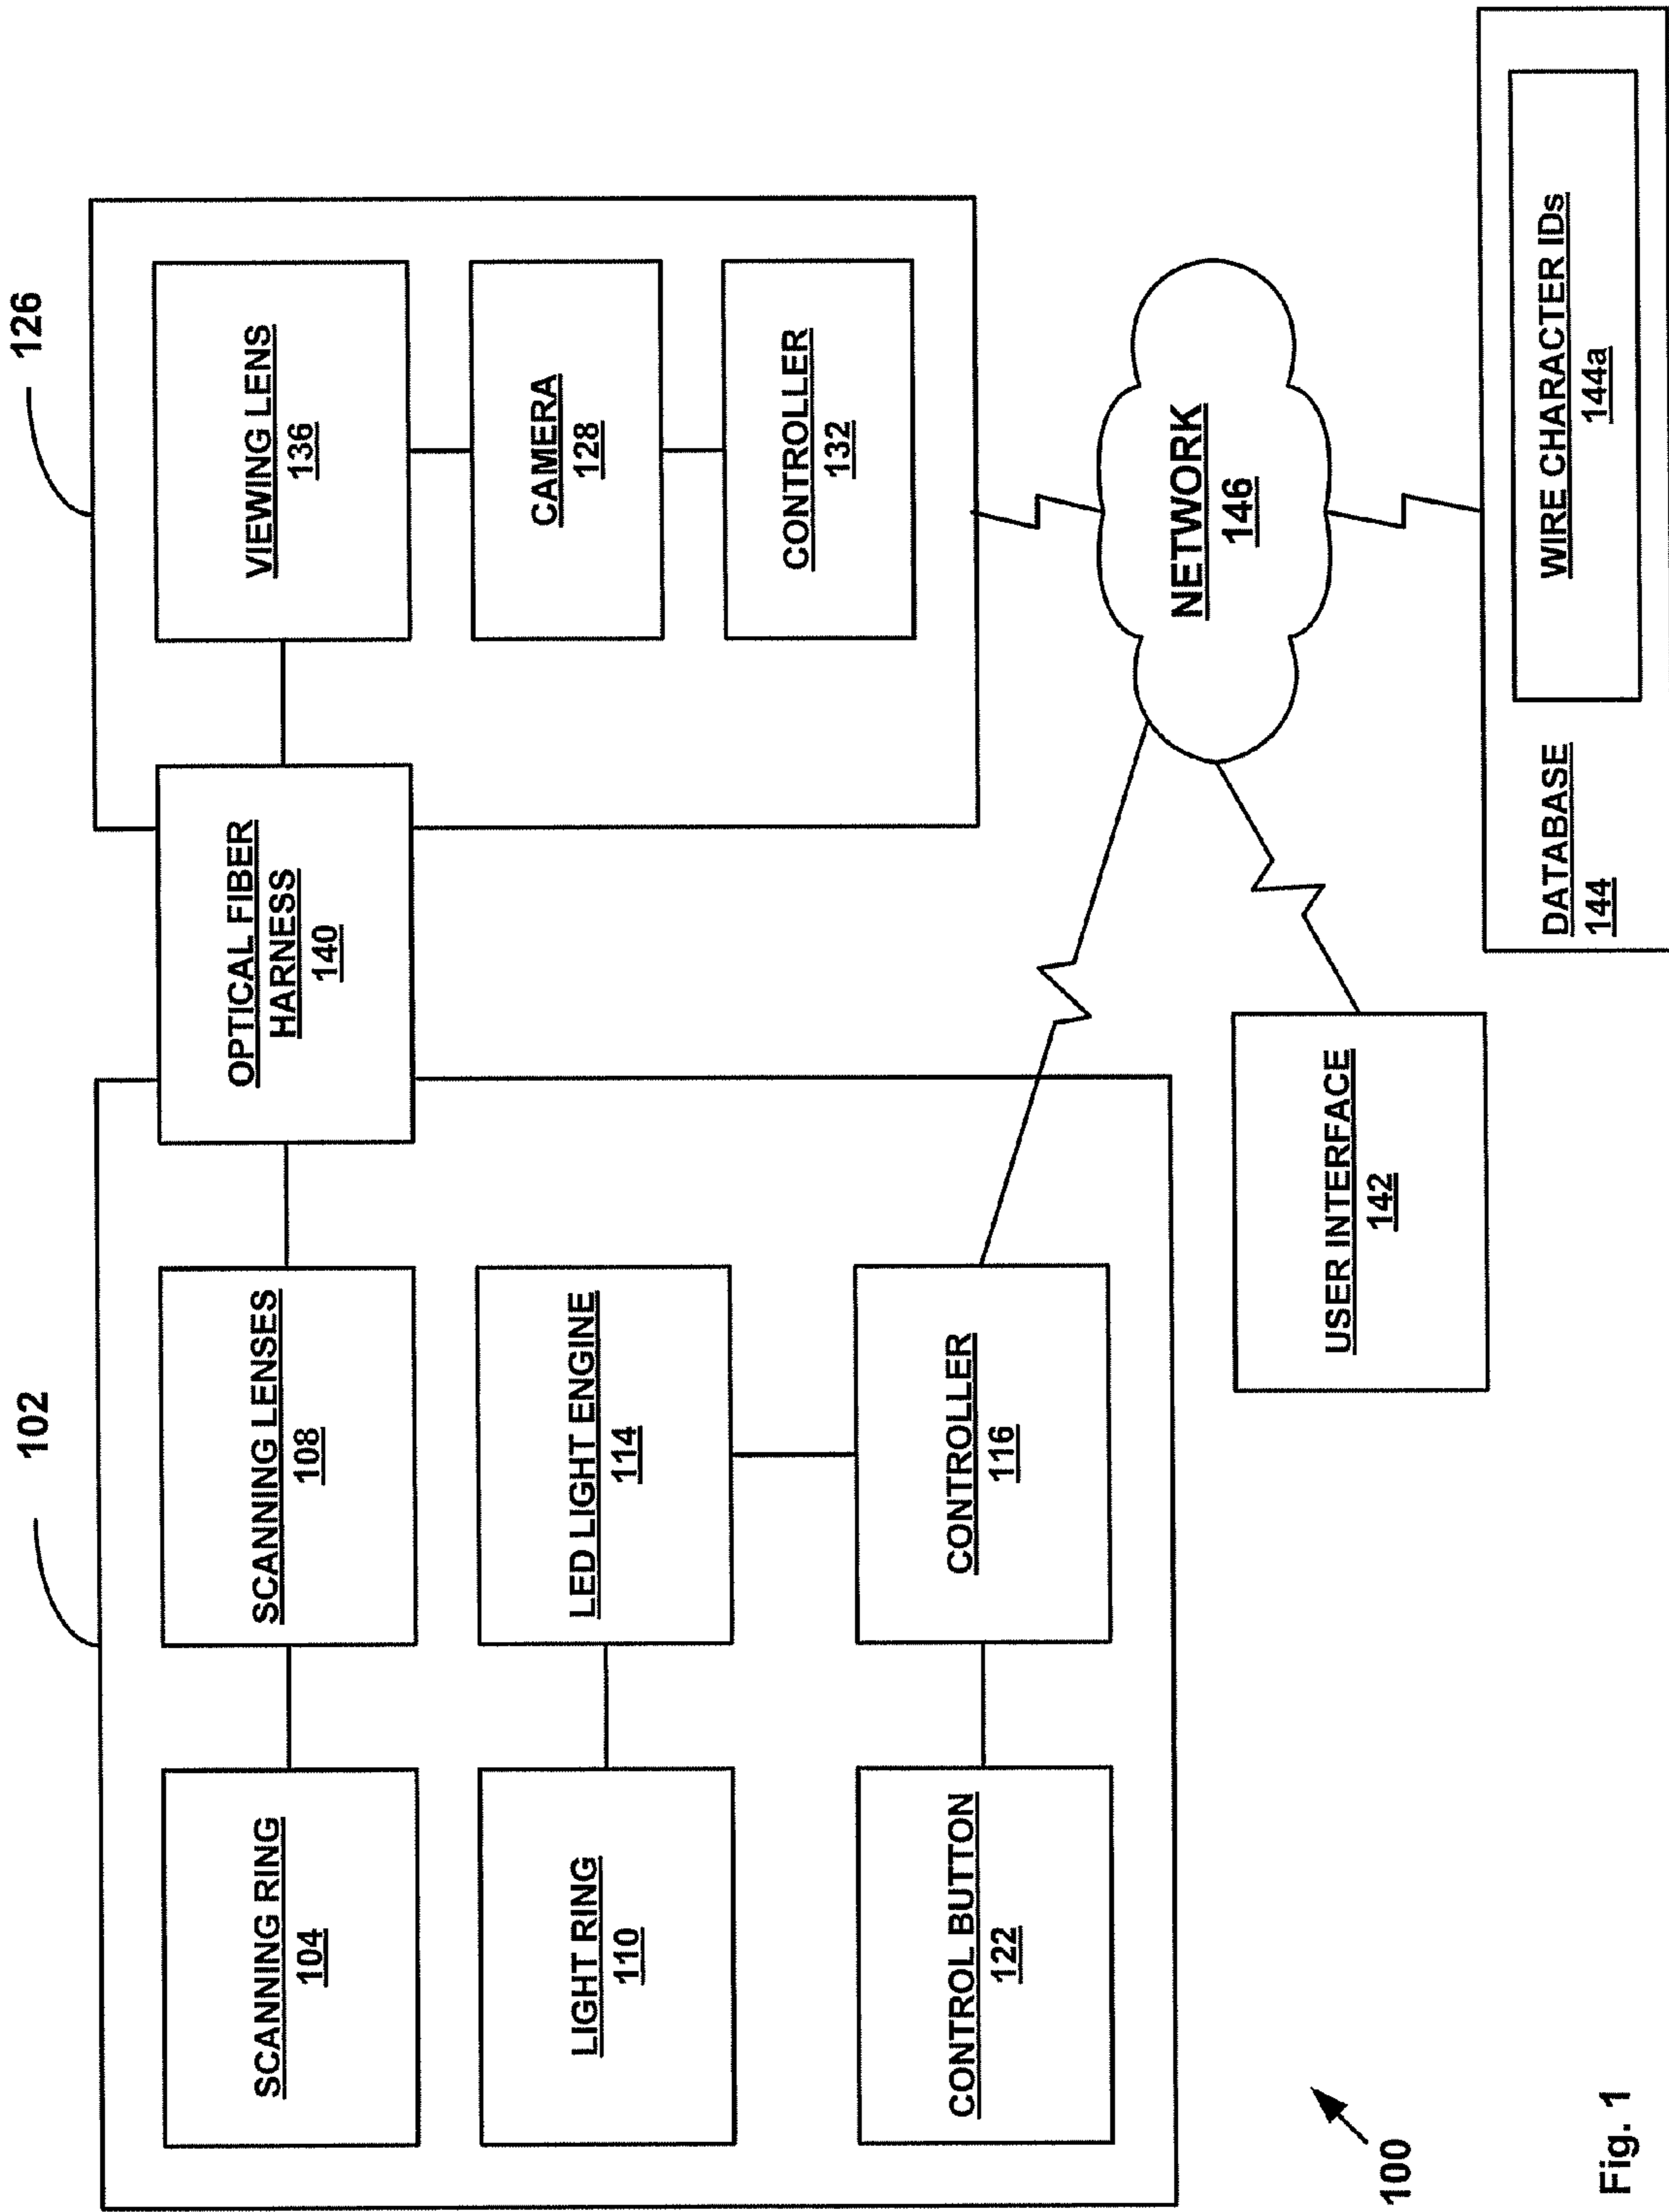 102
126
SCANNING RING
104
SCANNING LENSES
108
OPTICAL FIBER
HARNESS
140
VIEWING LENS
136
LIGHT RING
110
LED LIGHT ENGINE
114
CAMERA
128
CONTROL BUTTON
122
CONTROLLER
116
CONTROLLER
132
NETWORK
146
USER INTERFACE
142
DATABASE
144
WIRE CHARACTER IDs
144a
100
Fig. 1